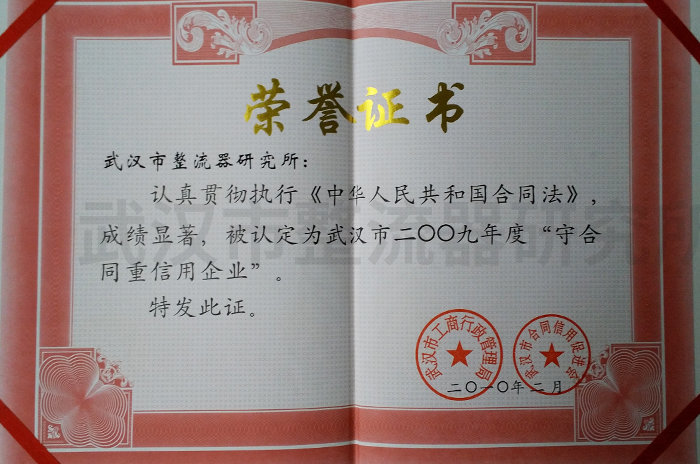 荣誉证书
武汉市整流器研究所：
认真贯彻执行《中华人民共和国合同法》，
成绩显著，被认定为武汉市二〇〇九年度“守合
同重信用企业”。
特发此证。
武汉市工商行政管理局
武汉市合同信用促进会
二〇一〇年二月
武汉市整流器研究